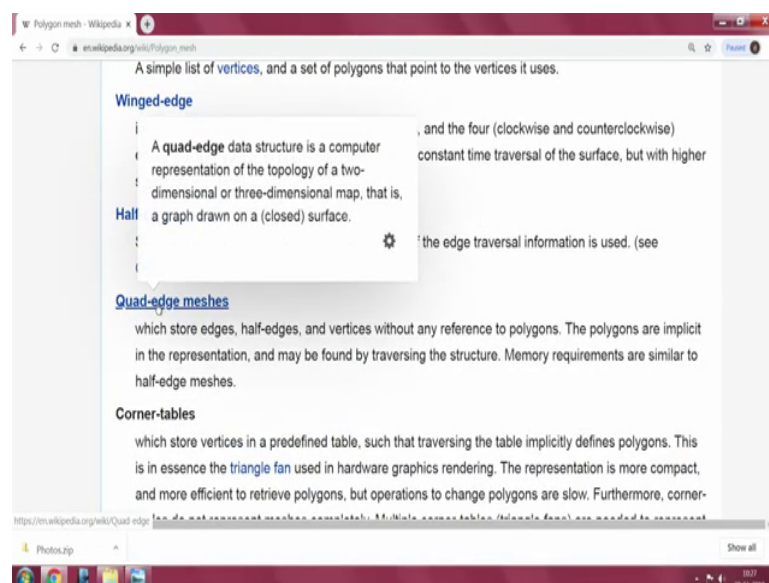 W Polygon mesh - Wikipedia ×
en.wikipedia.org/wiki/Polygon_mesh
Paused
A simple list of vertices, and a set of polygons that point to the vertices it uses.
Winged-edge
, and the four (clockwise and counterclockwise)
constant time traversal of the surface, but with higher
A quad-edge data structure is a computer
representation of the topology of a two-
dimensional or three-dimensional map, that is,
a graph drawn on a (closed) surface.
Half
the edge traversal information is used. (see
Quad-edge meshes
which store edges, half-edges, and vertices without any reference to polygons. The polygons are implicit
in the representation, and may be found by traversing the structure. Memory requirements are similar to
half-edge meshes.
Corner-tables
which store vertices in a predefined table, such that traversing the table implicitly defines polygons. This
is in essence the triangle fan used in hardware graphics rendering. The representation is more compact,
and more efficient to retrieve polygons, but operations to change polygons are slow. Furthermore, corner-
https://en.wikipedia.org/wiki/Quad-edge
Photos.zip
Show all
10:27